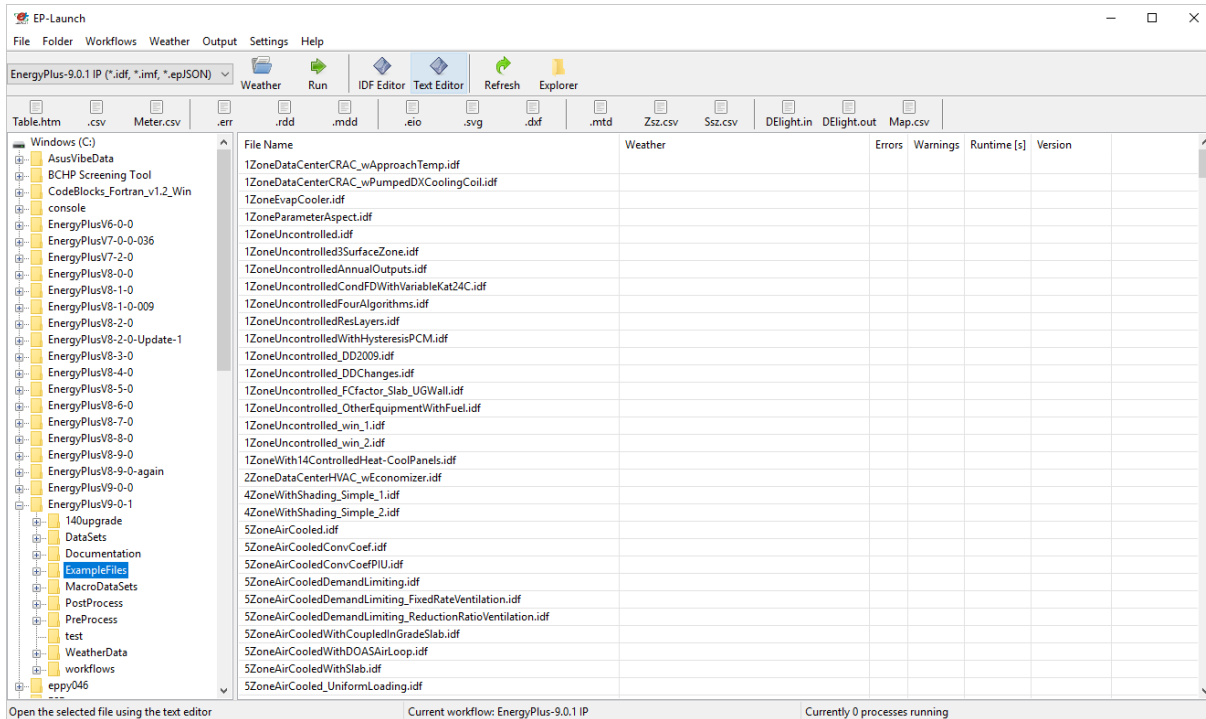 EP-Launch
File Folder Workflows Weather Output Settings Help
EnergyPlus-9.0.1 IP (*.idf, *.imf, *.epJSON)
Weather Run IDF Editor Text Editor Refresh Explorer
Table.htm .csv Meter.csv .err .rdd .mdd .eio .svg .dxf .mtd Zsz.csv Ssz.csv DElight.in DElight.out Map.csv
Windows (C:)
AsusVibeData
BCHP Screening Tool
CodeBlocks_Fortran_v1.2_Win
console
EnergyPlusV6-0-0
EnergyPlusV7-0-0-036
EnergyPlusV7-2-0
EnergyPlusV8-0-0
EnergyPlusV8-1-0
EnergyPlusV8-1-0-009
EnergyPlusV8-2-0
EnergyPlusV8-2-0-Update-1
EnergyPlusV8-3-0
EnergyPlusV8-4-0
EnergyPlusV8-5-0
EnergyPlusV8-6-0
EnergyPlusV8-7-0
EnergyPlusV8-8-0
EnergyPlusV8-9-0
EnergyPlusV8-9-0-again
EnergyPlusV9-0-0
EnergyPlusV9-0-1
140upgrade
DataSets
Documentation
ExampleFiles
MacroDataSets
PostProcess
PreProcess
test
WeatherData
workflows
eppy046
File Name Weather Errors Warnings Runtime [s] Version
1ZoneDataCenterCRAC_wApproachTemp.idf
1ZoneDataCenterCRAC_wPumpedDXCoolingCoil.idf
1ZoneEvapCooler.idf
1ZoneParameterAspect.idf
1ZoneUncontrolled.idf
1ZoneUncontrolled3SurfaceZone.idf
1ZoneUncontrolledAnnualOutputs.idf
1ZoneUncontrolledCondFDWithVariableKat24C.idf
1ZoneUncontrolledFourAlgorithms.idf
1ZoneUncontrolledResLayers.idf
1ZoneUncontrolledWithHysteresisPCM.idf
1ZoneUncontrolled_DD2009.idf
1ZoneUncontrolled_DDChanges.idf
1ZoneUncontrolled_FCfactor_Slab_UGWall.idf
1ZoneUncontrolled_OtherEquipmentWithFuel.idf
1ZoneUncontrolled_win_1.idf
1ZoneUncontrolled_win_2.idf
1ZoneWith14ControlledHeat-CoolPanels.idf
2ZoneDataCenterHVAC_wEconomizer.idf
4ZoneWithShading_Simple_1.idf
4ZoneWithShading_Simple_2.idf
5ZoneAirCooled.idf
5ZoneAirCooledConvCoef.idf
5ZoneAirCooledConvCoefPIU.idf
5ZoneAirCooledDemandLimiting.idf
5ZoneAirCooledDemandLimiting_FixedRateVentilation.idf
5ZoneAirCooledDemandLimiting_ReductionRatioVentilation.idf
5ZoneAirCooledWithCoupledInGradeSlab.idf
5ZoneAirCooledWithDOASAirLoop.idf
5ZoneAirCooledWithSlab.idf
5ZoneAirCooled_UniformLoading.idf
Open the selected file using the text editor Current workflow: EnergyPlus-9.0.1 IP Currently 0 processes running